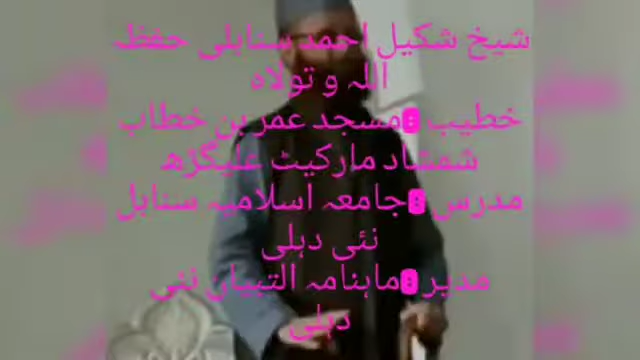 شیخ شکیل احمد سنابلی حفظہ
اللہ و تولاہ
خطیب :مسجد عمر بن خطاب
شمشاد مارکیٹ علیگڑھ
مدرس :جامعہ اسلامیہ سنابل
نئی دہلی
مدیر :ماہنامہ التبیان نئی
دہلی